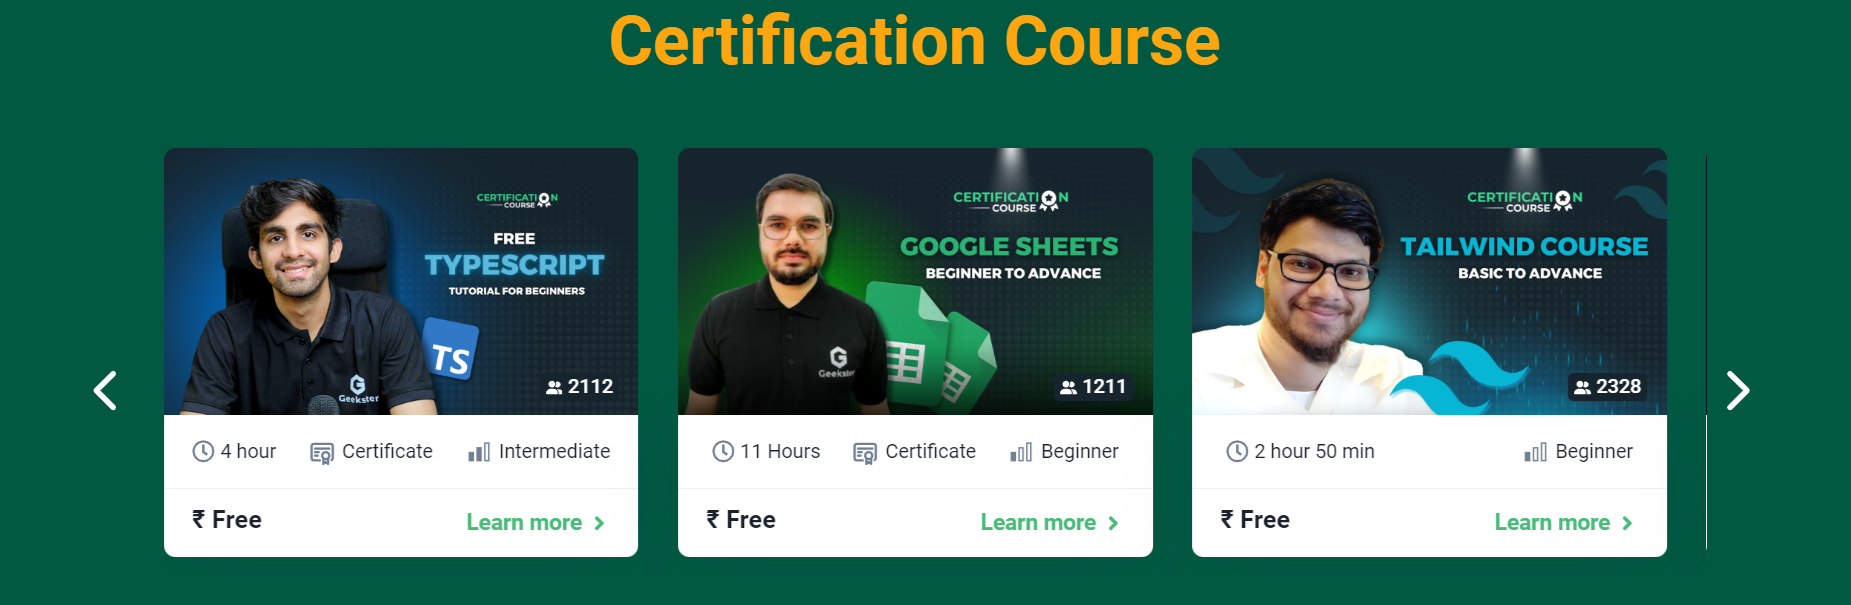 Certification Course
CERTIFICATION
COURSE
FREE
TYPESCRIPT
TUTORIAL FOR BEGINNERS
TS
G
Geekster
2112
4 hour
Certificate
Intermediate
₹ Free
Learn more
CERTIFICATION
COURSE
GOOGLE SHEETS
BEGINNER TO ADVANCE
G
Geekster
1211
11 Hours
Certificate
Beginner
₹ Free
Learn more
CERTIFICATION
COURSE
TAILWIND COURSE
BASIC TO ADVANCE
2328
2 hour 50 min
Beginner
₹ Free
Learn more